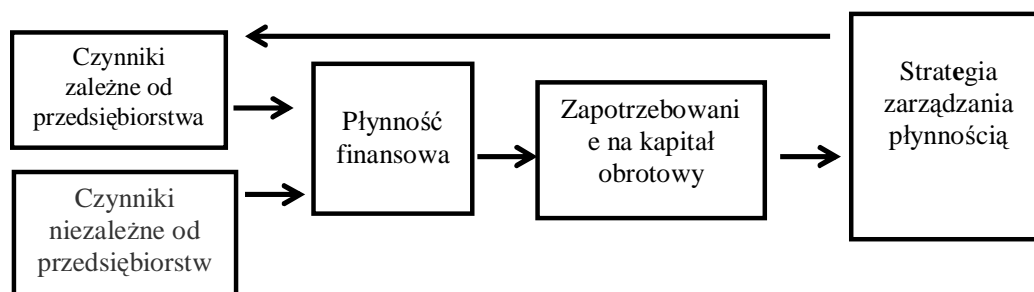 Czynniki
zależne od
przedsiębiorstwa
Czynniki
niezależne od
przedsiębiorstw
Płynność
finansowa
Zapotrzebowani
e na kapitał
obrotowy
Strategia
zarządzania
płynnością